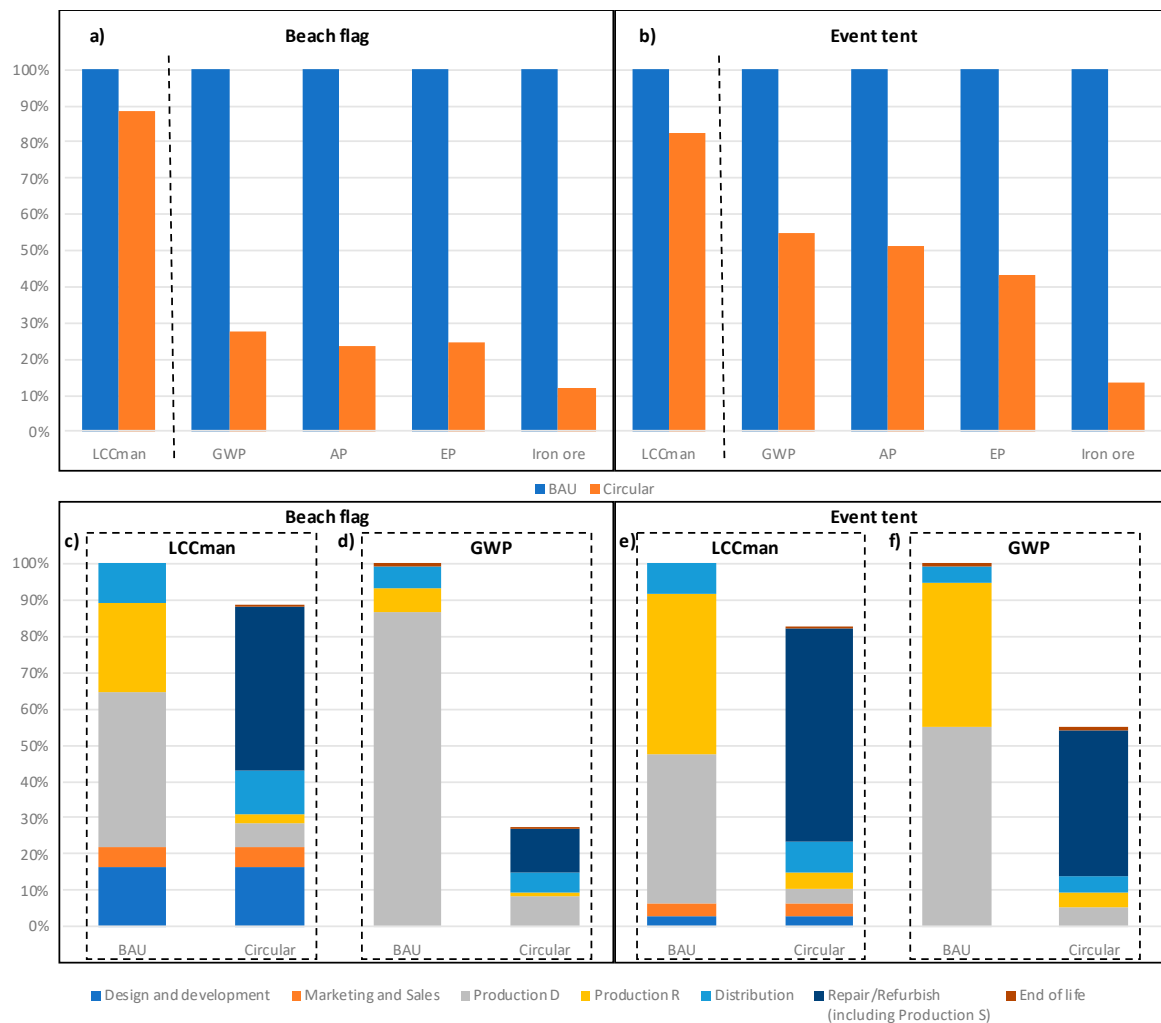 a)
Beach flag
b)
Event tent
100%
90%
80%
70%
60%
50%
40%
30%
20%
10%
0%
LCCman GWP AP EP Iron ore LCCman GWP AP EP Iron ore
BAU Circular
Beach flag Event tent
c) LCCman d) GWP e) LCCman f) GWP
100%
90%
80%
70%
60%
50%
40%
30%
20%
10%
0%
BAU Circular BAU Circular BAU Circular BAU Circular
Design and development Marketing and Sales Production D Production R Distribution Repair/Refurbish End of life
(including Production S)